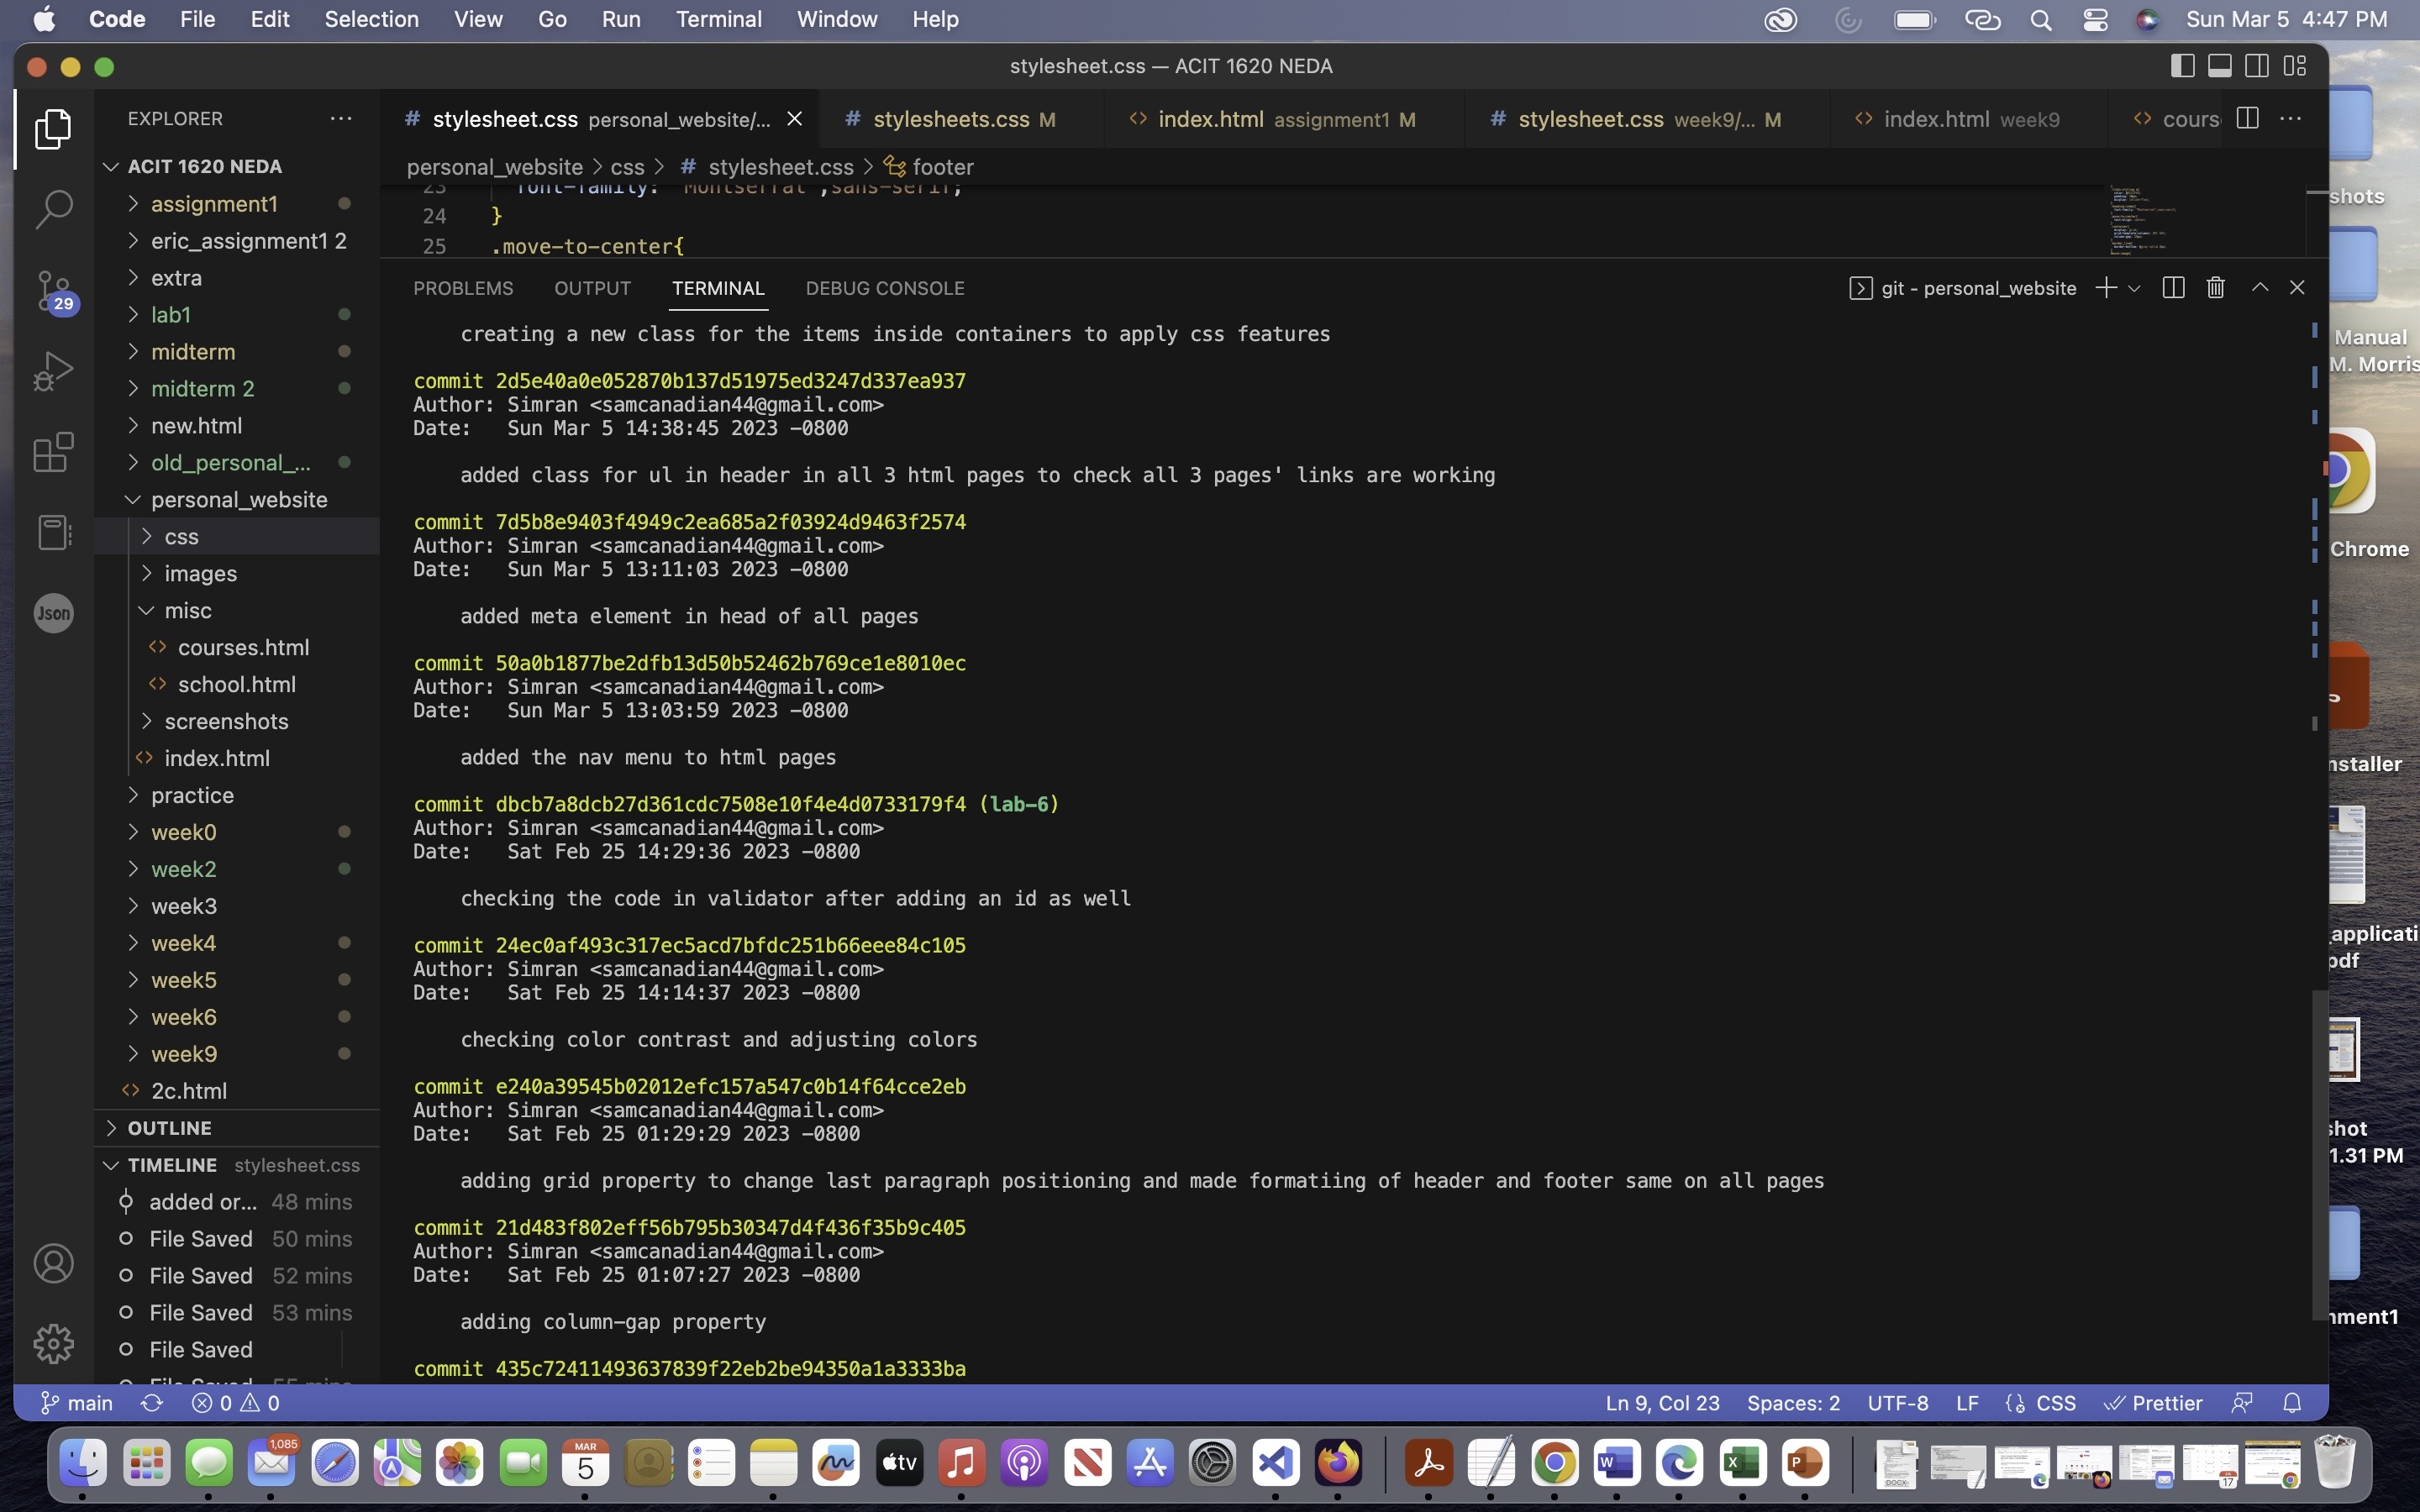 Code File Edit Selection View Go Run Terminal Window Help
Sun Mar 5 4:47 PM
stylesheet.css — ACIT 1620 NEDA
EXPLORER
ACIT 1620 NEDA
assignment1
eric_assignment1 2
extra
lab1
midterm
midterm 2
new.html
old_personal_...
personal_website
css
images
misc
courses.html
school.html
screenshots
index.html
practice
week0
week2
week3
week4
week5
week6
week9
2c.html
OUTLINE
TIMELINE stylesheet.css
added or... 48 mins
File Saved 50 mins
File Saved 52 mins
File Saved 53 mins
File Saved
29
Json
# stylesheet.css personal_website/...
# stylesheets.css M
index.html assignment1 M
# stylesheet.css week9/... M
index.html week9
cours
personal_website > css > # stylesheet.css > footer
23 font-family: 'Montserrat',sans-serif;
24 }
25 .move-to-center{
PROBLEMS OUTPUT TERMINAL DEBUG CONSOLE
git - personal_website
creating a new class for the items inside containers to apply css features
commit 2d5e40a0e052870b137d51975ed3247d337ea937
Author: Simran <samcanadian44@gmail.com>
Date: Sun Mar 5 14:38:45 2023 -0800
added class for ul in header in all 3 html pages to check all 3 pages' links are working
commit 7d5b8e9403f4949c2ea685a2f03924d9463f2574
Author: Simran <samcanadian44@gmail.com>
Date: Sun Mar 5 13:11:03 2023 -0800
added meta element in head of all pages
commit 50a0b1877be2dfb13d50b52462b769ce1e8010ec
Author: Simran <samcanadian44@gmail.com>
Date: Sun Mar 5 13:03:59 2023 -0800
added the nav menu to html pages
commit dbcb7a8dcb27d361cdc7508e10f4e4d0733179f4 (lab-6)
Author: Simran <samcanadian44@gmail.com>
Date: Sat Feb 25 14:29:36 2023 -0800
checking the code in validator after adding an id as well
commit 24ec0af493c317ec5acd7bfdc251b66eee84c105
Author: Simran <samcanadian44@gmail.com>
Date: Sat Feb 25 14:14:37 2023 -0800
checking color contrast and adjusting colors
commit e240a39545b02012efc157a547c0b14f64cce2eb
Author: Simran <samcanadian44@gmail.com>
Date: Sat Feb 25 01:29:29 2023 -0800
adding grid property to change last paragraph positioning and made formatiing of header and footer same on all pages
commit 21d483f802eff56b795b30347d4f436f35b9c405
Author: Simran <samcanadian44@gmail.com>
Date: Sat Feb 25 01:07:27 2023 -0800
adding column-gap property
commit 435c72411493637839f22eb2be94350a1a3333ba
main 0 0
Ln 9, Col 23 Spaces: 2 UTF-8 LF CSS Prettier
shots
Manual
M. Morris
Chrome
nstaller
applicati
pdf
shot
1.31 PM
nment1
1,085
MAR
5
tv
W
X
P
DOCX
17